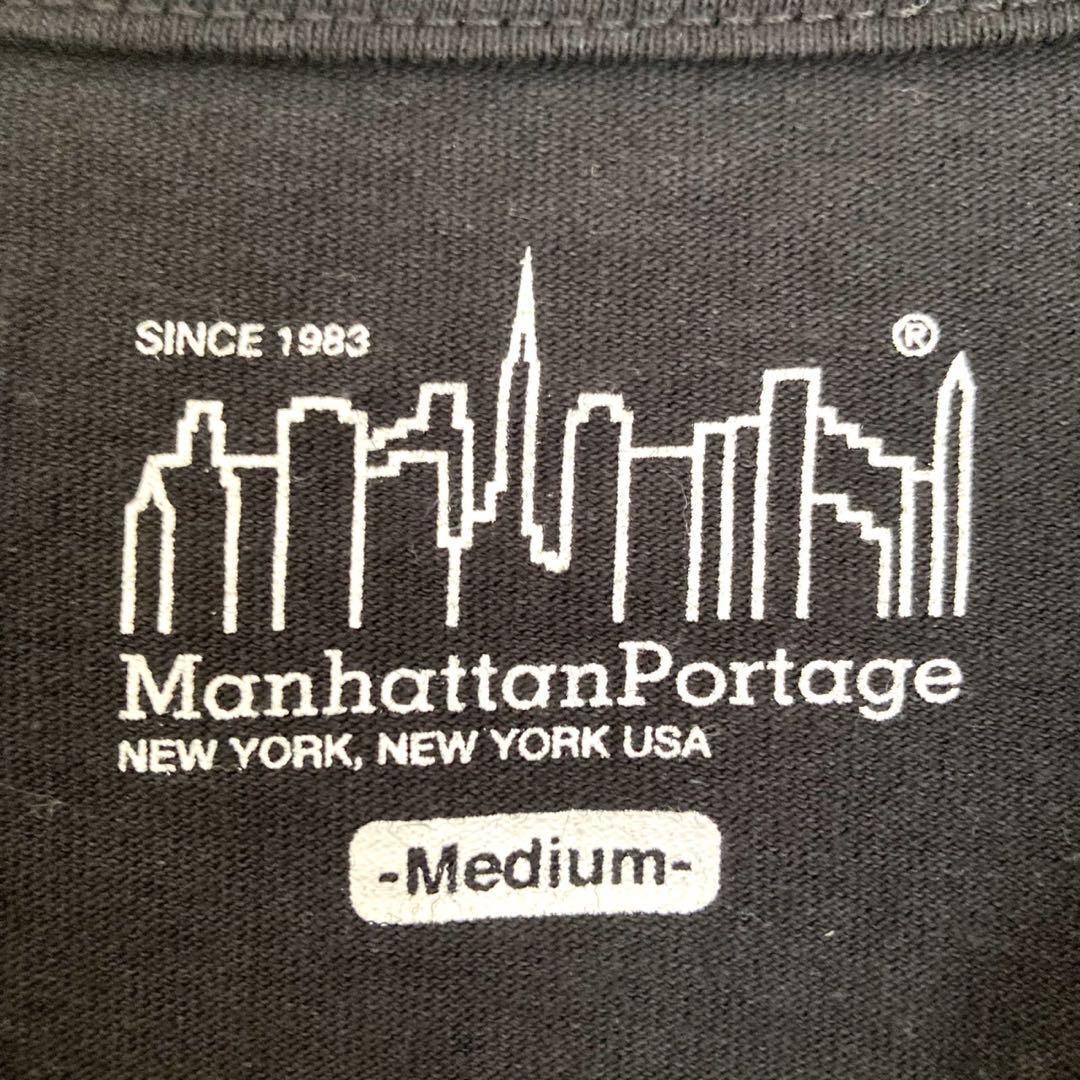 SINCE 1983
®
ManhattanPortage
NEW YORK, NEW YORK USA
-Medium-